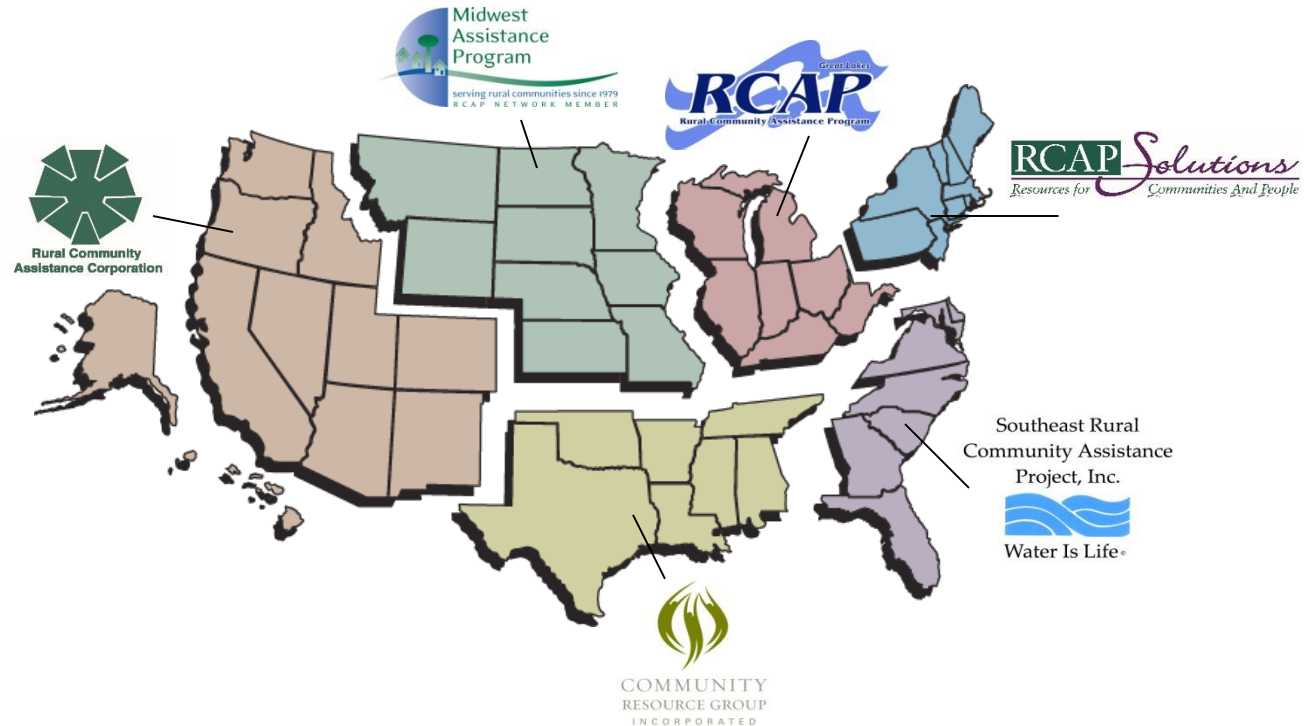 Midwest
Assistance
Program
serving rural communities since 1979
RCAP NETWORK MEMBER
Great Lakes
RCAP
Rural Community Assistance Program
RCAP Solutions
Resources for Communities And People
Rural Community
Assistance Corporation
Southeast Rural
Community Assistance
Project, Inc.
Water Is Life®
COMMUNITY
RESOURCE GROUP
INCORPORATED